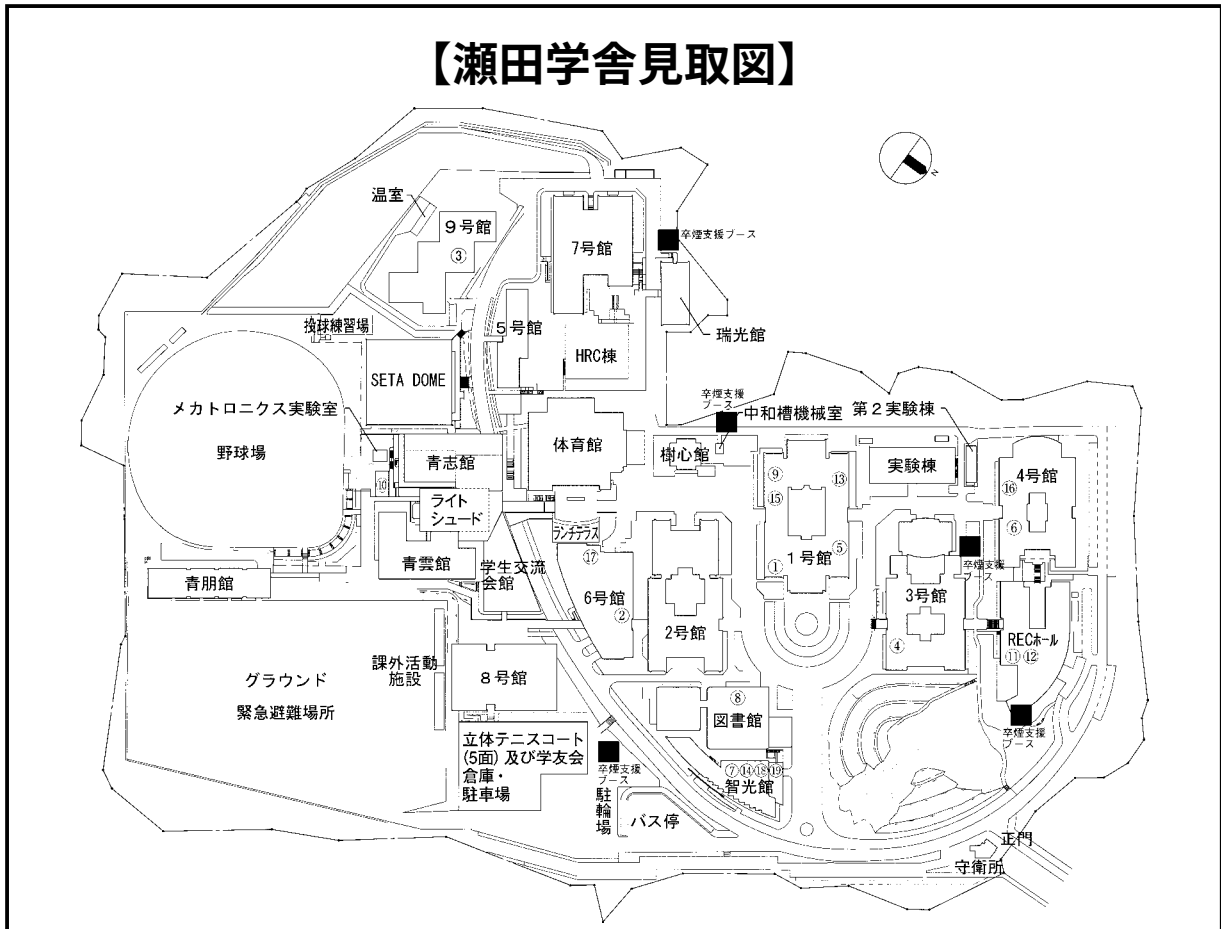 【瀬田学舎見取図】
N
温室
9号館
③
7号館
卒煙支援ブース
瑞光館
投球練習場
5号館
HRC棟
SETA DOME
メカトロニクス実験室
野球場
⑩
青志館
体育館
樹心館
卒煙支援
ブース
中和槽機械室
第2実験棟
実験棟
4号館
⑯
⑥
⑨
⑮
⑬
①
1号館
⑤
ライト
シュード
ランチテラス
⑰
青雲館
学生交流
会館
青朋館
6号館
②
2号館
卒煙支援
ブース
3号館
④
RECホール
⑪
⑫
卒煙支援
ブース
課外活動
施設
8号館
グラウンド
緊急避難場所
⑧
図書館
立体テニスコート
(5面)及び学友会
倉庫・
駐車場
卒煙支援
ブース
駐輪場
バス停
⑦⑭⑱⑲
智光館
正門
守衛所